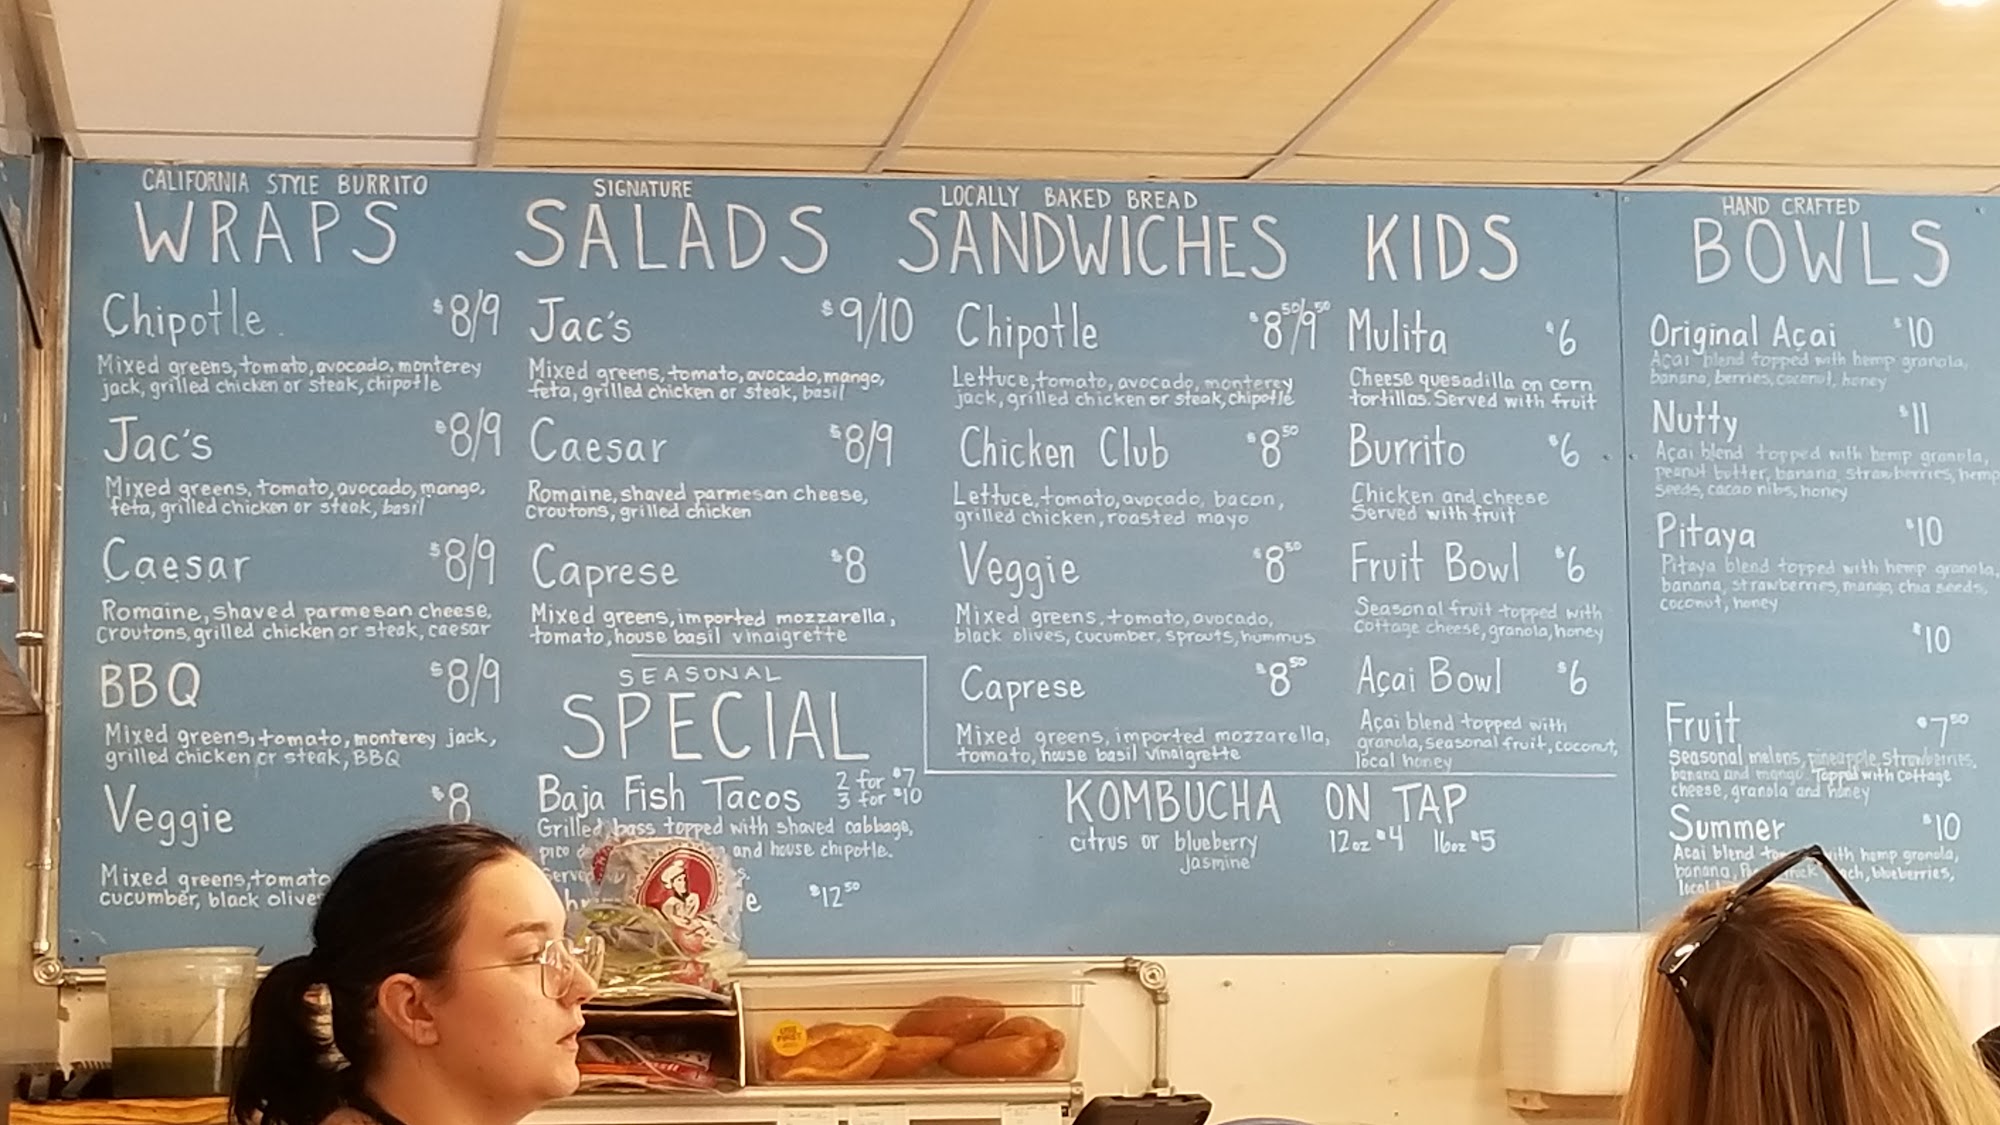 CALIFORNIA STYLE BURRITO
WRAPS
Chipotle $8/9
Mixed greens, tomato, avocado, monterey
jack, grilled chicken or steak, chipotle
Jac's $8/9
Mixed greens, tomato, avocado, mango,
feta, grilled chicken or steak, basil
Caesar $8/9
Romaine, shaved parmesan cheese,
croutons, grilled chicken or steak, caesar
BBQ $8/9
Mixed greens, tomato, monterey jack,
grilled chicken or steak, BBQ
Veggie $8
Mixed greens, tomato
cucumber, black olive
SIGNATURE
SALADS
Jac's $9/10
Mixed greens, tomato, avocado, mango,
feta, grilled chicken or steak, basil
Caesar $8/9
Romaine, shaved parmesan cheese,
croutons, grilled chicken
Caprese $8
Mixed greens, imported mozzarella,
tomato, house basil vinaigrette
SEASONAL
SPECIAL
Baja Fish Tacos 2 for $7
3 for $10
Grilled bass topped with shaved cabbage,
pico and house chipotle.
$12.50
LOCALLY BAKED BREAD
SANDWICHES
Chipotle $8.50/9.50
Lettuce, tomato, avocado, monterey
jack, grilled chicken or steak, chipotle
Chicken Club $8.50
Lettuce, tomato, avocado, bacon,
grilled chicken, roasted mayo
Veggie $8.50
Mixed greens, tomato, avocado,
black olives, cucumber, sprouts, hummus
Caprese $8.50
Mixed greens, imported mozzarella,
tomato, house basil vinaigrette
KIDS
Mulita $6
Cheese quesadilla on corn
tortillas. Served with fruit
Burrito $6
Chicken and cheese
Served with fruit
Fruit Bowl $6
Seasonal fruit topped with
cottage cheese, granola, honey
Açai Bowl $6
Açai blend topped with
granola, seasonal fruit, coconut,
local honey
KOMBUCHA ON TAP
citrus or blueberry 12oz $4 16oz $5
jasmine
HAND CRAFTED
BOWLS
Original Açai $10
Açai blend topped with hemp granola,
banana, berries, coconut, honey
Nutty $11
Açai blend topped with hemp granola,
peanut butter, banana, strawberries, hemp
seeds, cacao nibs, honey
Pitaya $10
Pitaya blend topped with hemp granola,
banana, strawberries, mango, chia seeds,
coconut, honey
$10
Fruit $7.50
Seasonal melons, pineapple, strawberries,
banana and mango. Topped with cottage
cheese, granola and honey
Summer $10
Acai blend with hemp granola,
banana, blueberries,
local
USE
FIRST